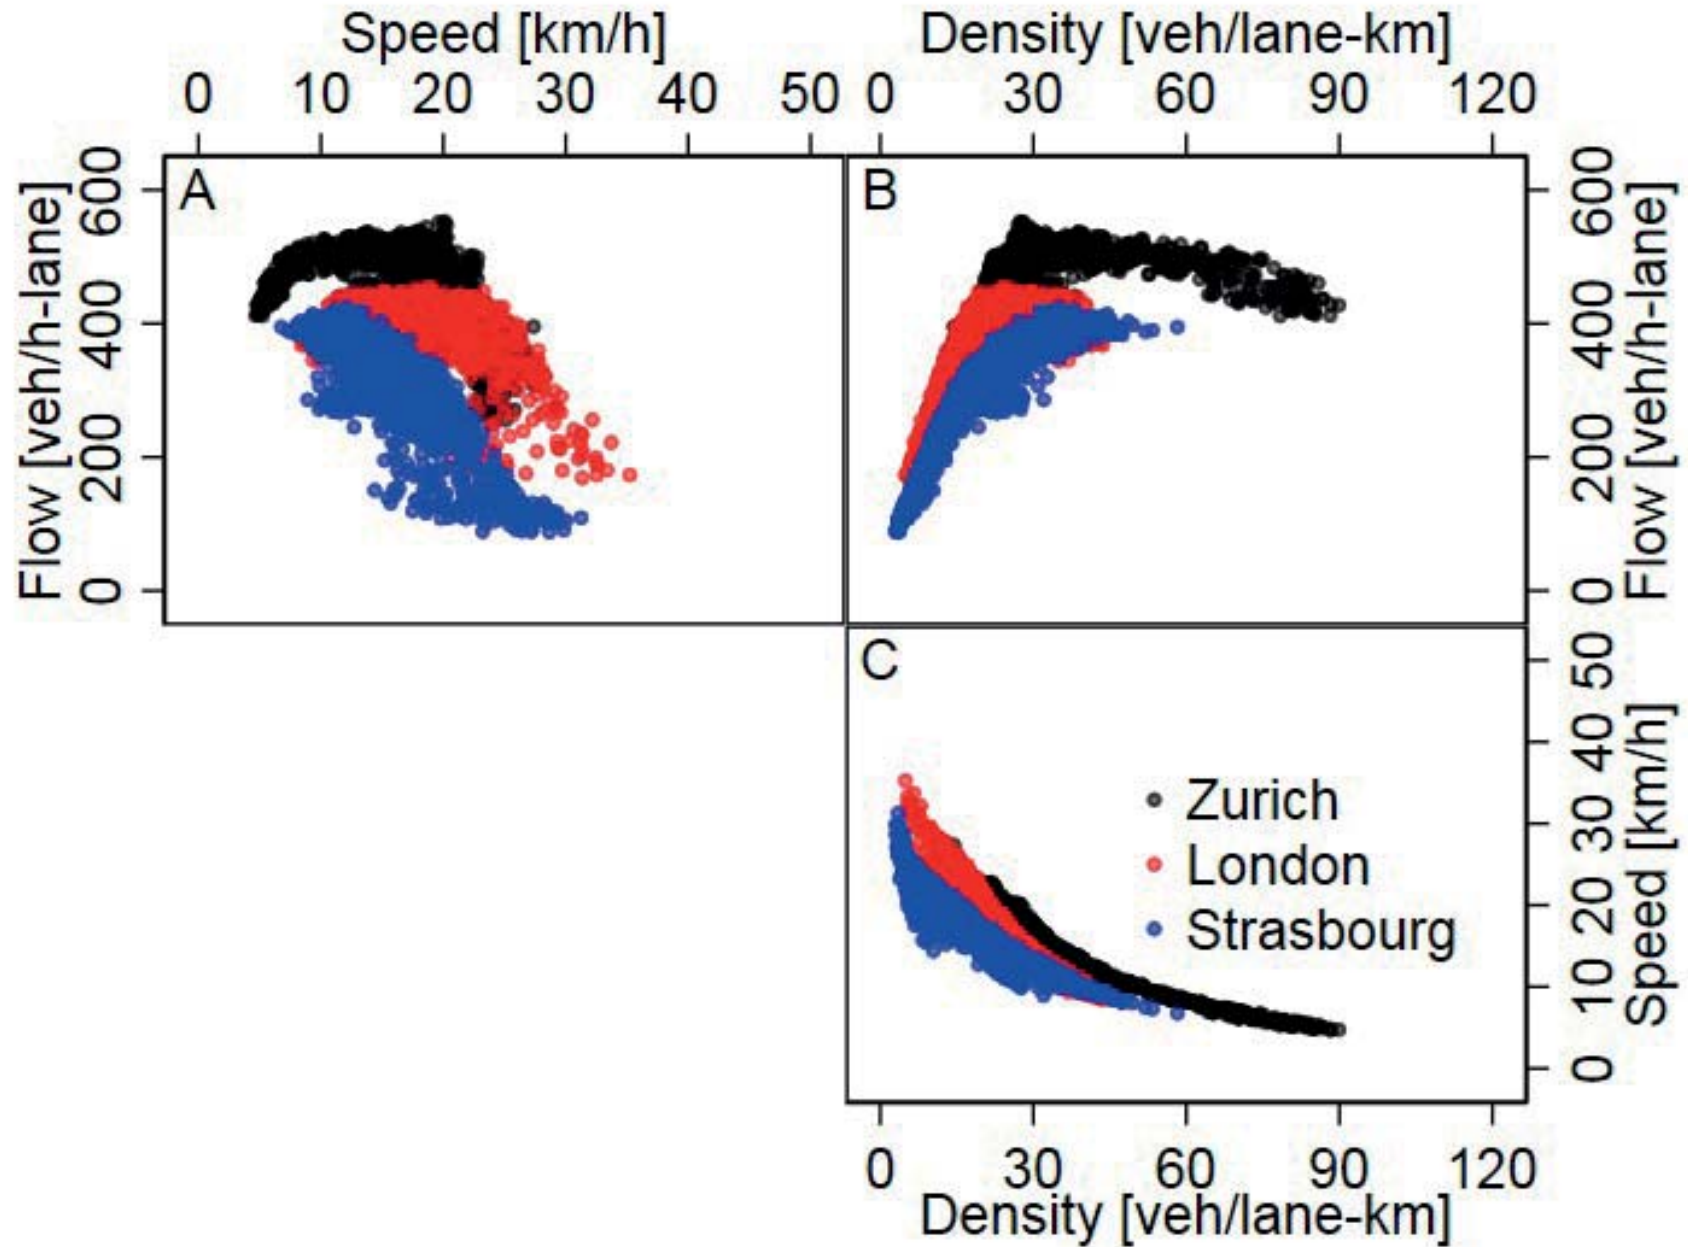 Speed [km/h] Density [veh/lane-km]
0 10 20 30 40 50 0 30 60 90 120
Flow [veh/h-lane]
0 200 400 600
A
B
0 200 400 600
Flow [veh/h-lane]
C
Zurich
London
Strasbourg
0 10 20 30 40 50
Speed [km/h]
0 30 60 90 120
Density [veh/lane-km]